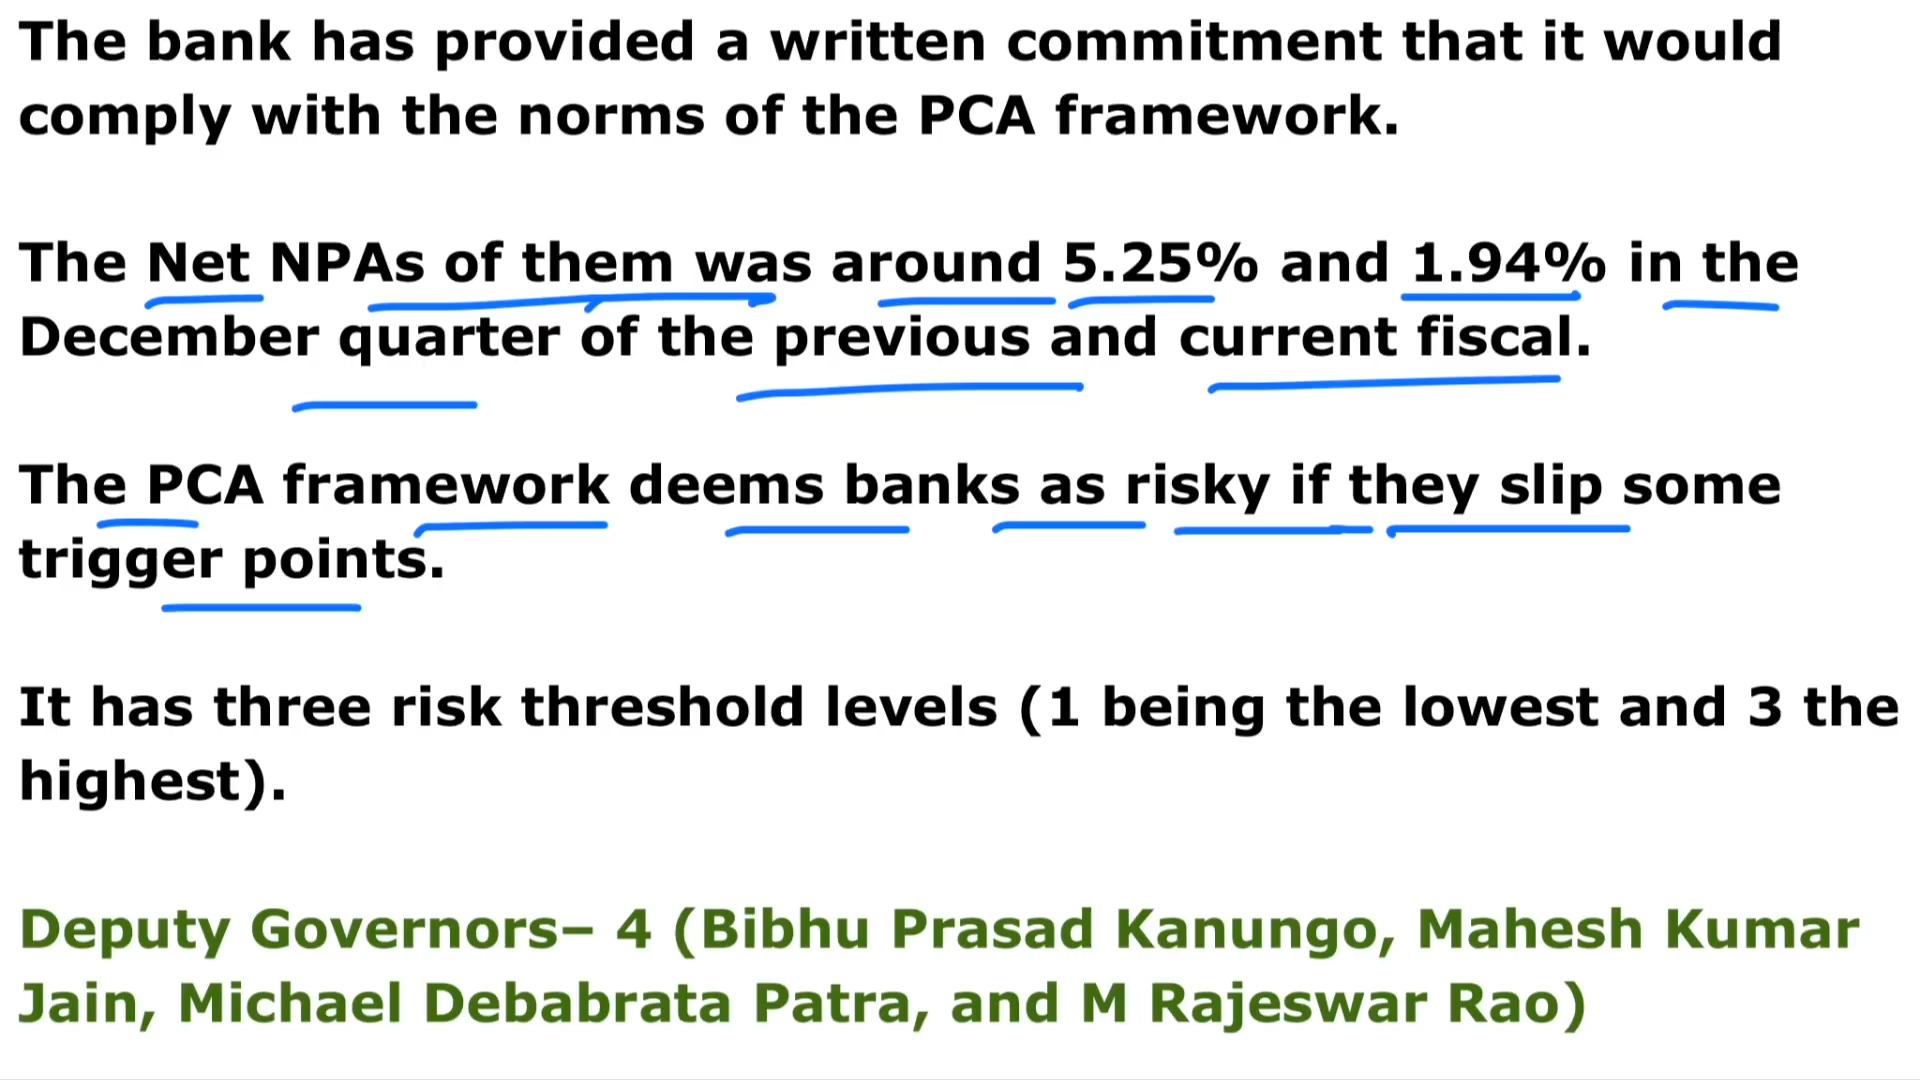 The bank has provided a written commitment that it would
comply with the norms of the PCA framework.
The Net NPAs of them was around 5.25% and 1.94% in the
December quarter of the previous and current fiscal.
The PCA framework deems banks as risky if they slip some
trigger points.
It has three risk threshold levels (1 being the lowest and 3 the
highest).
Deputy Governors– 4 (Bibhu Prasad Kanungo, Mahesh Kumar
Jain, Michael Debabrata Patra, and M Rajeswar Rao)